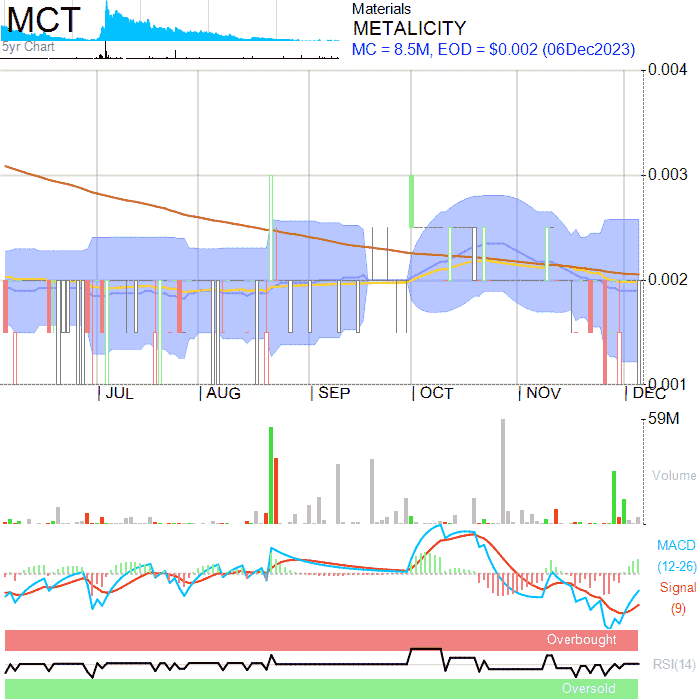 MCT
5yr Chart
Materials
METALICITY
MC = 8.5M, EOD = $0.002 (06Dec2023)
0.004
0.003
0.002
0.001
JUL AUG SEP OCT NOV DEC
59M
Volume
MACD
(12-26)
Signal
(9)
Overbought
RSI(14)
Oversold